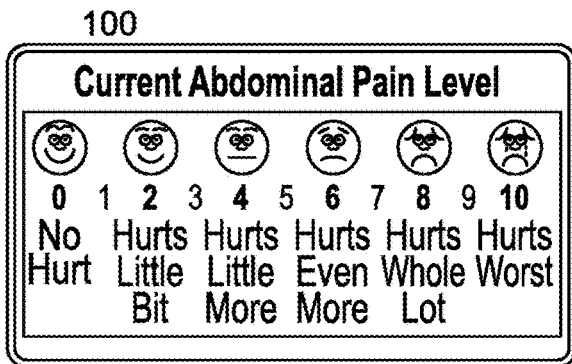 100
Current Abdominal Pain Level
0 1 2 3 4 5 6 7 8 9 10
No Hurts Hurts Hurts Hurts Hurts
Hurt Little Little Even Whole Worst
Bit More More Lot